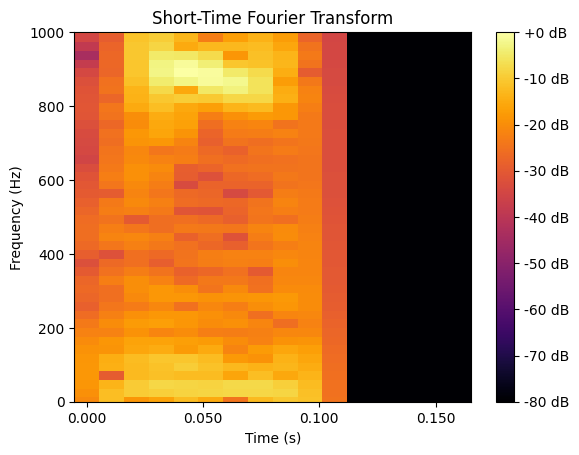 Short-Time Fourier Transform
1000
800
600
400
200
0
Frequency (Hz)
0.000
0.050
0.100
0.150
Time (s)
+0 dB
-10 dB
-20 dB
-30 dB
-40 dB
-50 dB
-60 dB
-70 dB
-80 dB